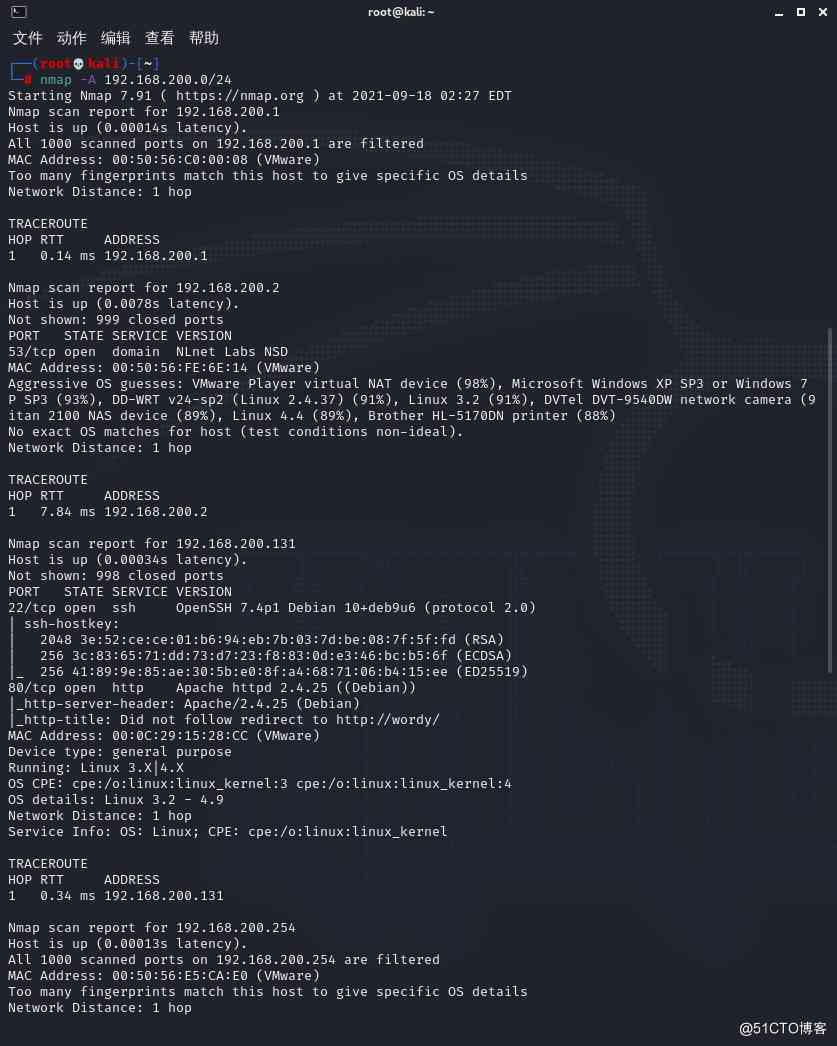 root@kali: ~
文件 动作 编辑 查看 帮助
┌──(root💀kali)-[~]
└─# nmap -A 192.168.200.0/24
Starting Nmap 7.91 ( https://nmap.org ) at 2021-09-18 02:27 EDT
Nmap scan report for 192.168.200.1
Host is up (0.00014s latency).
All 1000 scanned ports on 192.168.200.1 are filtered
MAC Address: 00:50:56:C0:00:08 (VMware)
Too many fingerprints match this host to give specific OS details
Network Distance: 1 hop

TRACEROUTE
HOP RTT     ADDRESS
1   0.14 ms 192.168.200.1

Nmap scan report for 192.168.200.2
Host is up (0.0078s latency).
Not shown: 999 closed ports
PORT   STATE SERVICE VERSION
53/tcp open  domain  NLnet Labs NSD
MAC Address: 00:50:56:FE:6E:14 (VMware)
Aggressive OS guesses: VMware Player virtual NAT device (98%), Microsoft Windows XP SP3 or Windows 7
P SP3 (93%), DD-WRT v24-sp2 (Linux 2.4.37) (91%), Linux 3.2 (91%), DVTel DVT-9540DW network camera (9
itan 2100 NAS device (89%), Linux 4.4 (89%), Brother HL-5170DN printer (88%)
No exact OS matches for host (test conditions non-ideal).
Network Distance: 1 hop

TRACEROUTE
HOP RTT     ADDRESS
1   7.84 ms 192.168.200.2

Nmap scan report for 192.168.200.131
Host is up (0.00034s latency).
Not shown: 998 closed ports
PORT   STATE SERVICE VERSION
22/tcp open  ssh     OpenSSH 7.4p1 Debian 10+deb9u6 (protocol 2.0)
| ssh-hostkey:
|   2048 3e:52:ce:ce:01:b6:94:eb:7b:03:7d:be:08:7f:5f:fd (RSA)
|   256 3c:83:65:71:dd:73:d7:23:f8:83:0d:e3:46:bc:b5:6f (ECDSA)
|_  256 41:89:9e:85:ae:30:5b:e0:8f:a4:68:71:06:b4:15:ee (ED25519)
80/tcp open  http    Apache httpd 2.4.25 ((Debian))
|_http-server-header: Apache/2.4.25 (Debian)
|_http-title: Did not follow redirect to http://wordy/
MAC Address: 00:0C:29:15:28:CC (VMware)
Device type: general purpose
Running: Linux 3.X|4.X
OS CPE: cpe:/o:linux:linux_kernel:3 cpe:/o:linux:linux_kernel:4
OS details: Linux 3.2 - 4.9
Network Distance: 1 hop
Service Info: OS: Linux; CPE: cpe:/o:linux:linux_kernel

TRACEROUTE
HOP RTT     ADDRESS
1   0.34 ms 192.168.200.131

Nmap scan report for 192.168.200.254
Host is up (0.00013s latency).
All 1000 scanned ports on 192.168.200.254 are filtered
MAC Address: 00:50:56:E5:CA:E0 (VMware)
Too many fingerprints match this host to give specific OS details
Network Distance: 1 hop
@51CTO博客